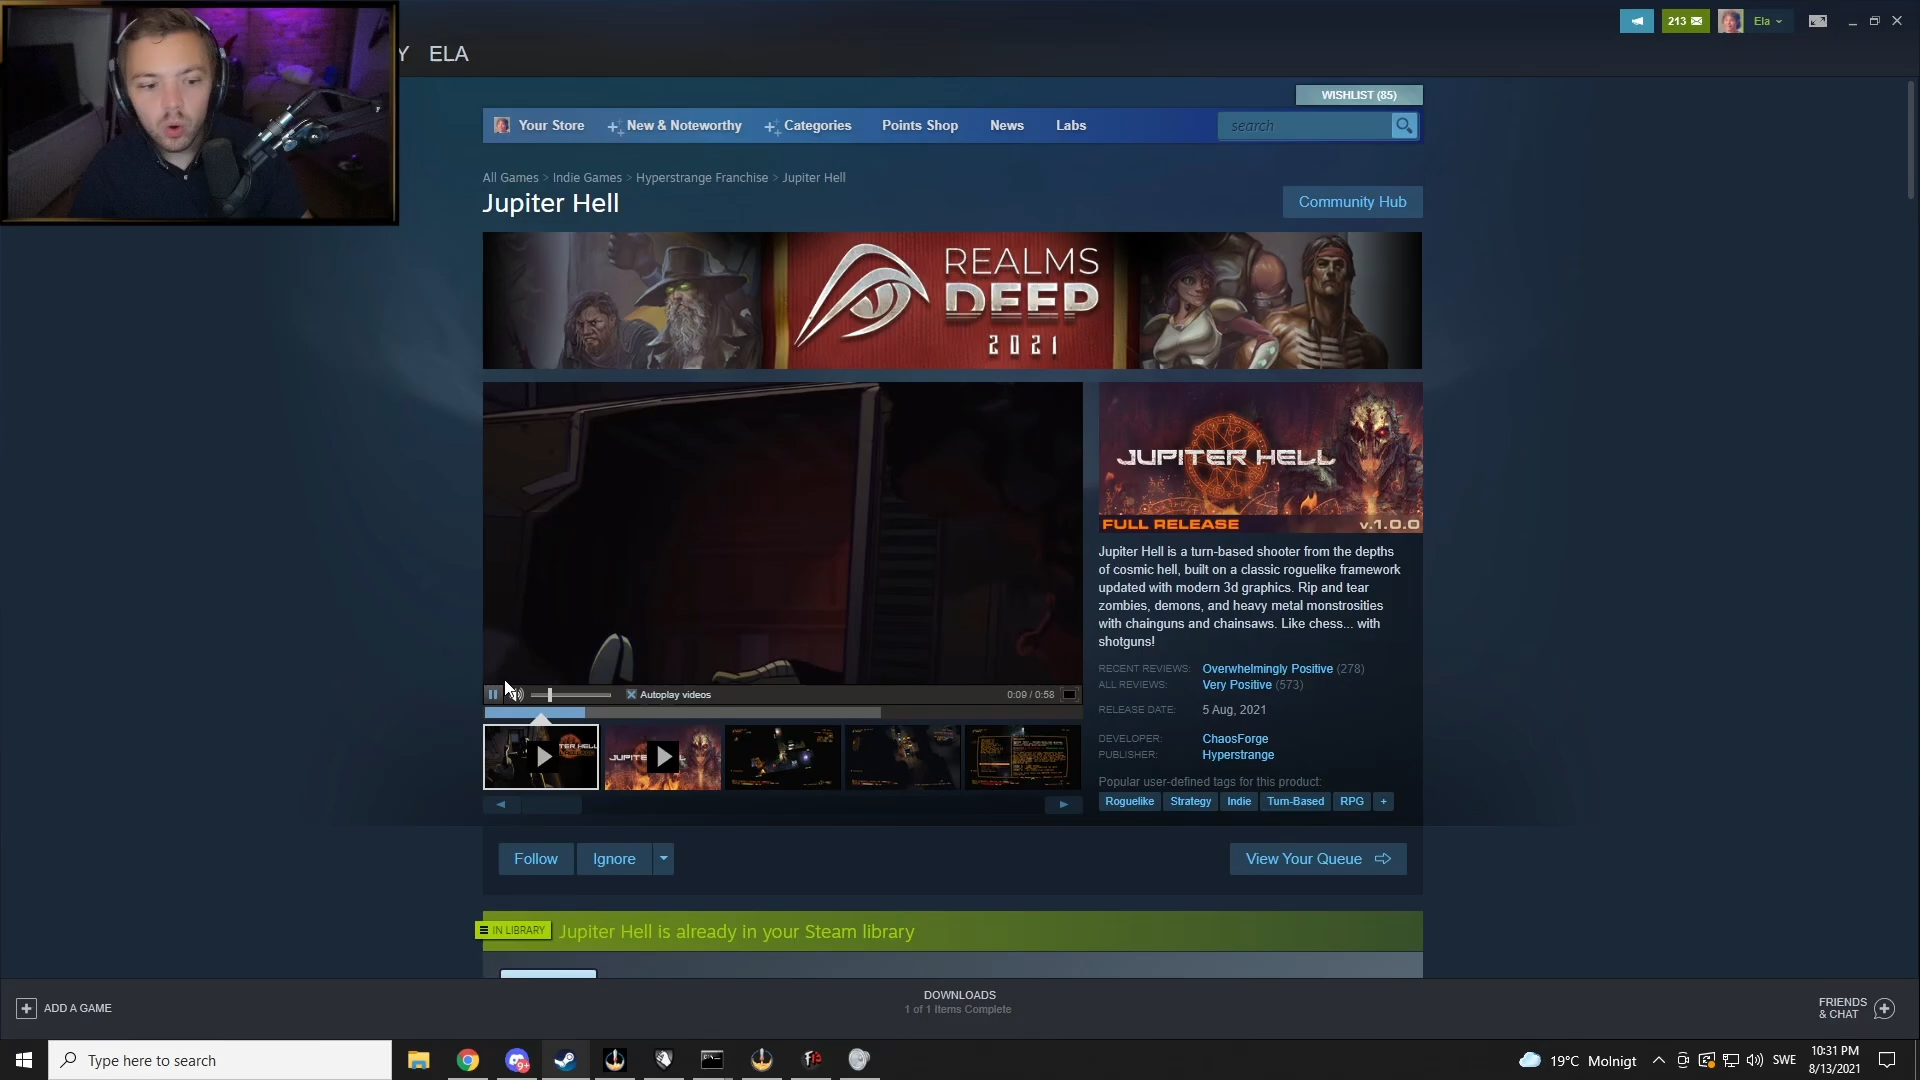 213
Ela
Y ELA
WISHLIST (85)
Your Store
New & Noteworthy
Categories
Points Shop
News
Labs
search
All Games > Indie Games > Hyperstrange Franchise > Jupiter Hell
Jupiter Hell
Community Hub
REALMS
DEEP
2021
JUPITER HELL
FULL RELEASE
v.1.0.0
Jupiter Hell is a turn-based shooter from the depths
of cosmic hell, built on a classic roguelike framework
updated with modern 3d graphics. Rip and tear
zombies, demons, and heavy metal monstrosities
with chainguns and chainsaws. Like chess... with
shotguns!
RECENT REVIEWS: Overwhelmingly Positive (278)
ALL REVIEWS: Very Positive (573)
RELEASE DATE: 5 Aug, 2021
DEVELOPER: ChaosForge
PUBLISHER: Hyperstrange
Popular user-defined tags for this product:
Roguelike Strategy Indie Turn-Based RPG +
Autoplay videos
0:09 / 0:58
Follow
Ignore
View Your Queue
IN LIBRARY
Jupiter Hell is already in your Steam library
ADD A GAME
DOWNLOADS
1 of 1 Items Complete
FRIENDS
& CHAT
Type here to search
9+
19°C Molnigt
SWE
10:31 PM
8/13/2021